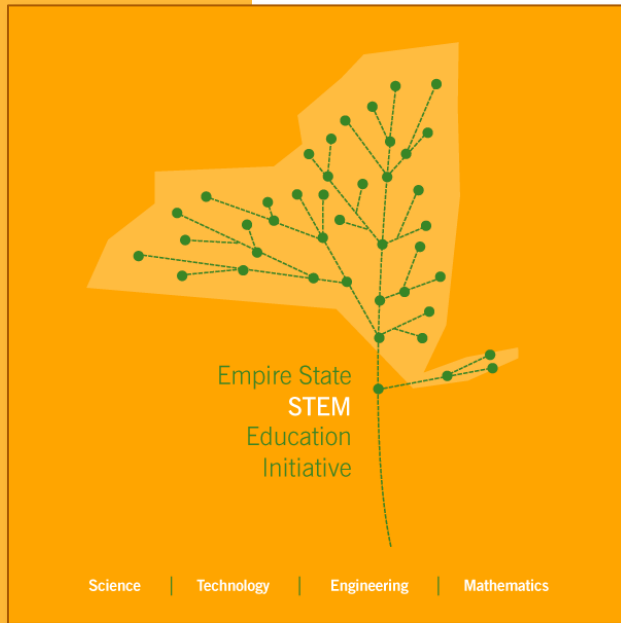 Empire State
STEM
Education
Initiative
Science | Technology | Engineering | Mathematics